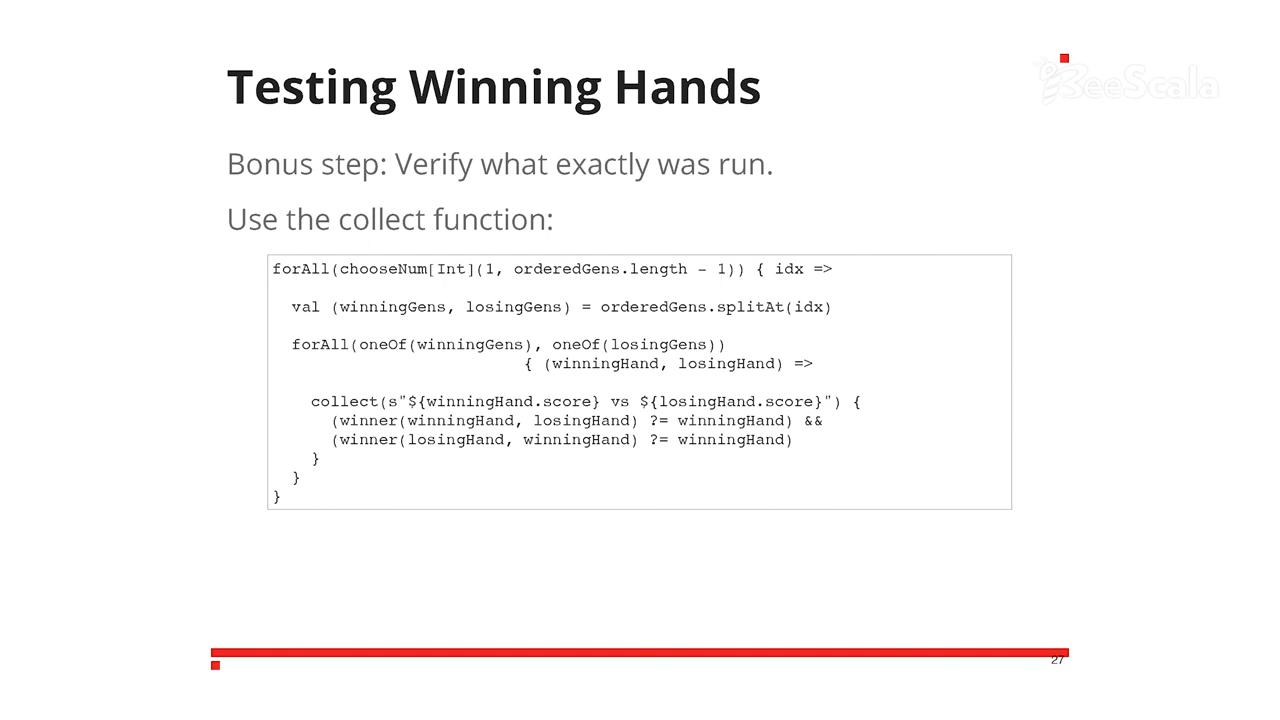 BeeScala
Testing Winning Hands
Bonus step: Verify what exactly was run.
Use the collect function:
forAll(chooseNum[Int](1, orderedGens.length - 1)) { idx =>
val (winningGens, losingGens) = orderedGens.splitAt(idx)
forAll(oneOf(winningGens), oneOf(losingGens))
{ (winningHand, losingHand) =>
collect(s"${winningHand.score} vs ${losingHand.score}") {
(winner(winningHand, losingHand) ?= winningHand) &&
(winner(losingHand, winningHand) ?= winningHand)
}
}
}
27